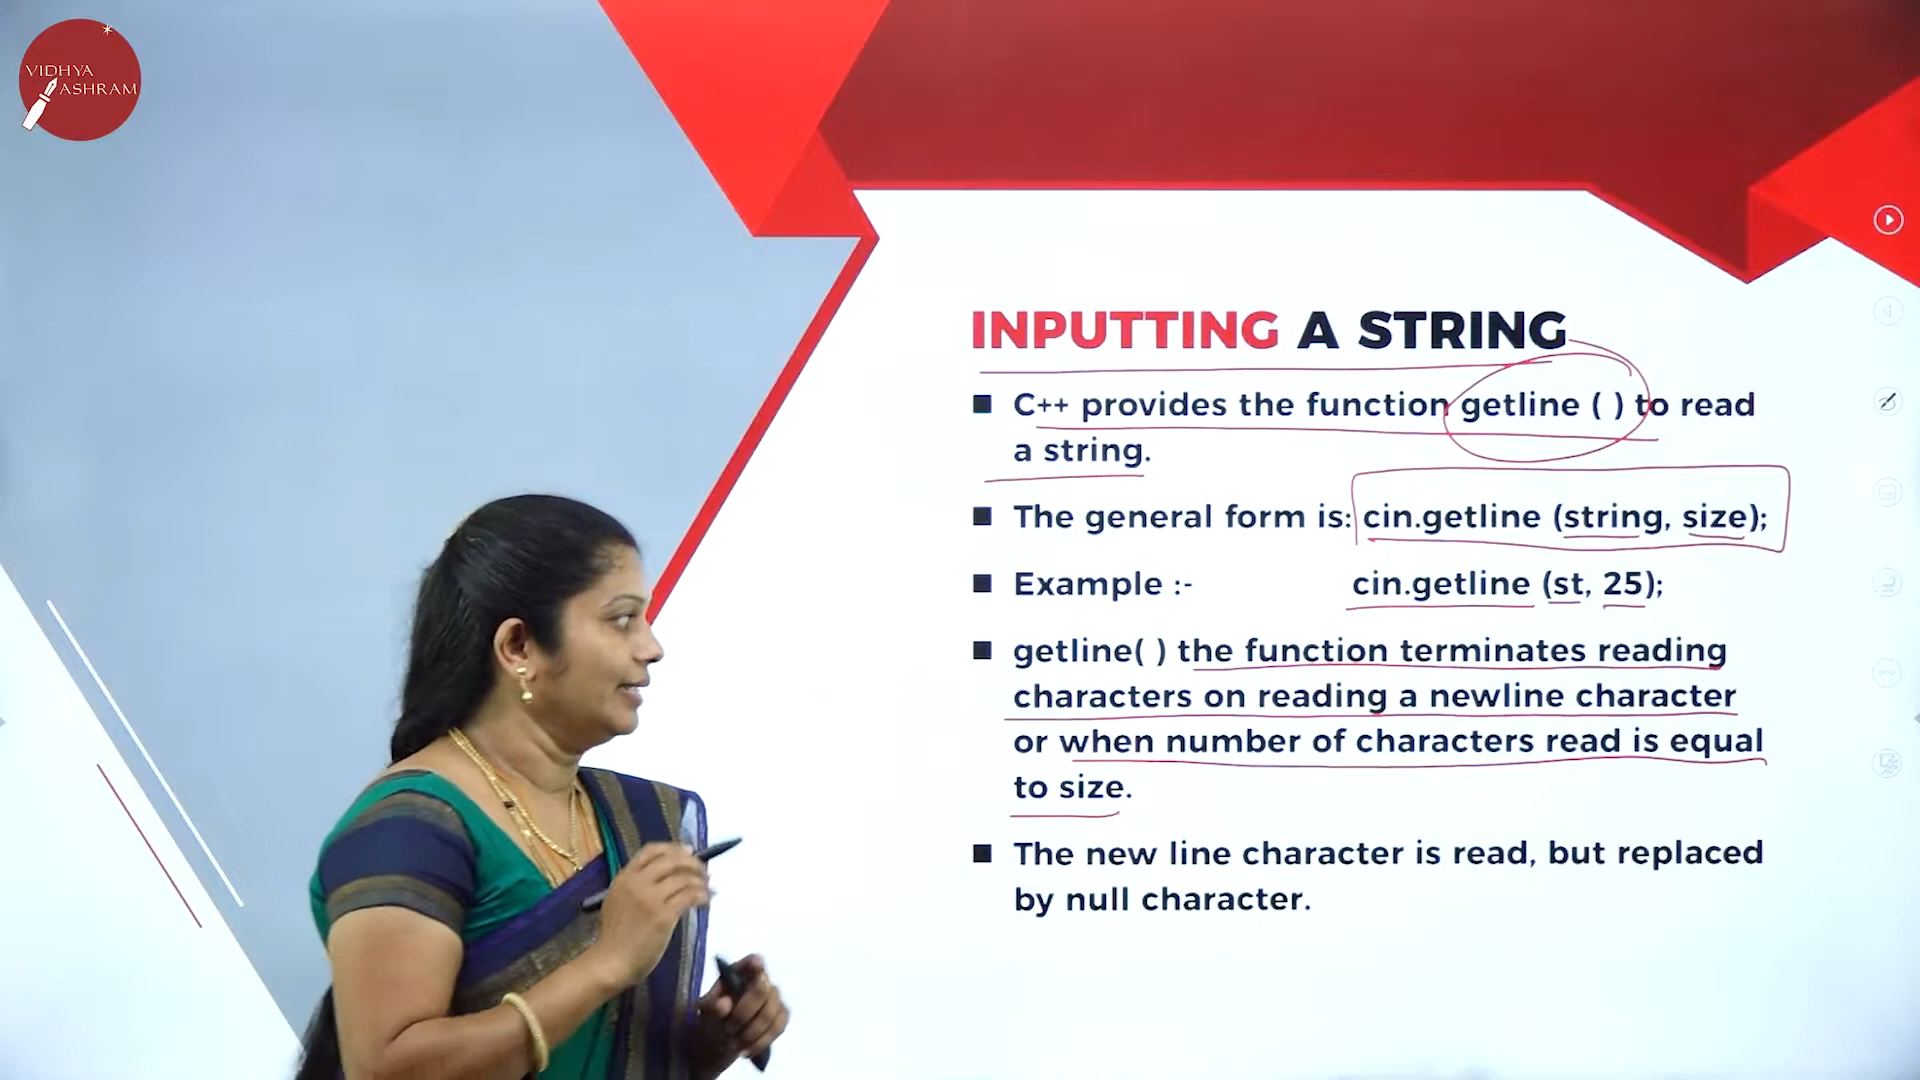 VIDHYA
ASHRAM
INPUTTING A STRING
■ C++ provides the function getline ( ) to read
a string.
■ The general form is: cin.getline (string, size);
■ Example :- cin.getline (st, 25);
■ getline( ) the function terminates reading
characters on reading a newline character
or when number of characters read is equal
to size.
■ The new line character is read, but replaced
by null character.